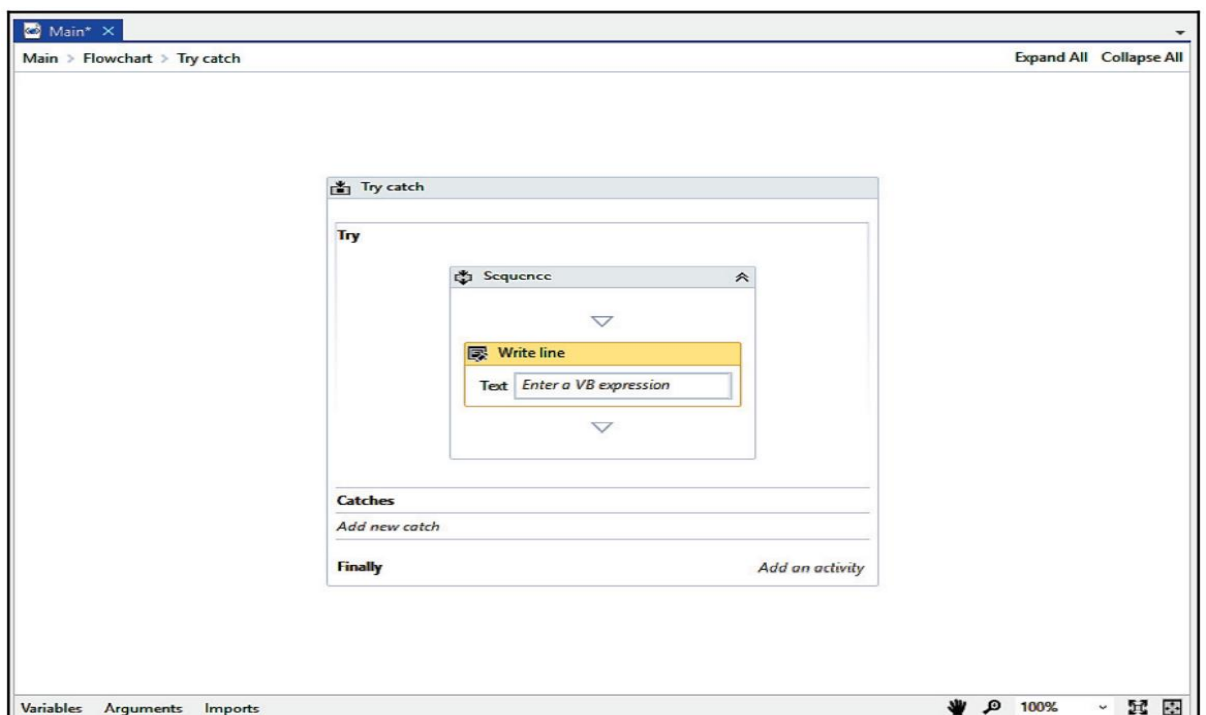 Main*
Main > Flowchart > Try catch Expand All Collapse All
Try catch
Try
Sequence
Write line
Text Enter a VB expression
Catches
Add new catch
Finally Add an activity
Variables Arguments Imports 100%